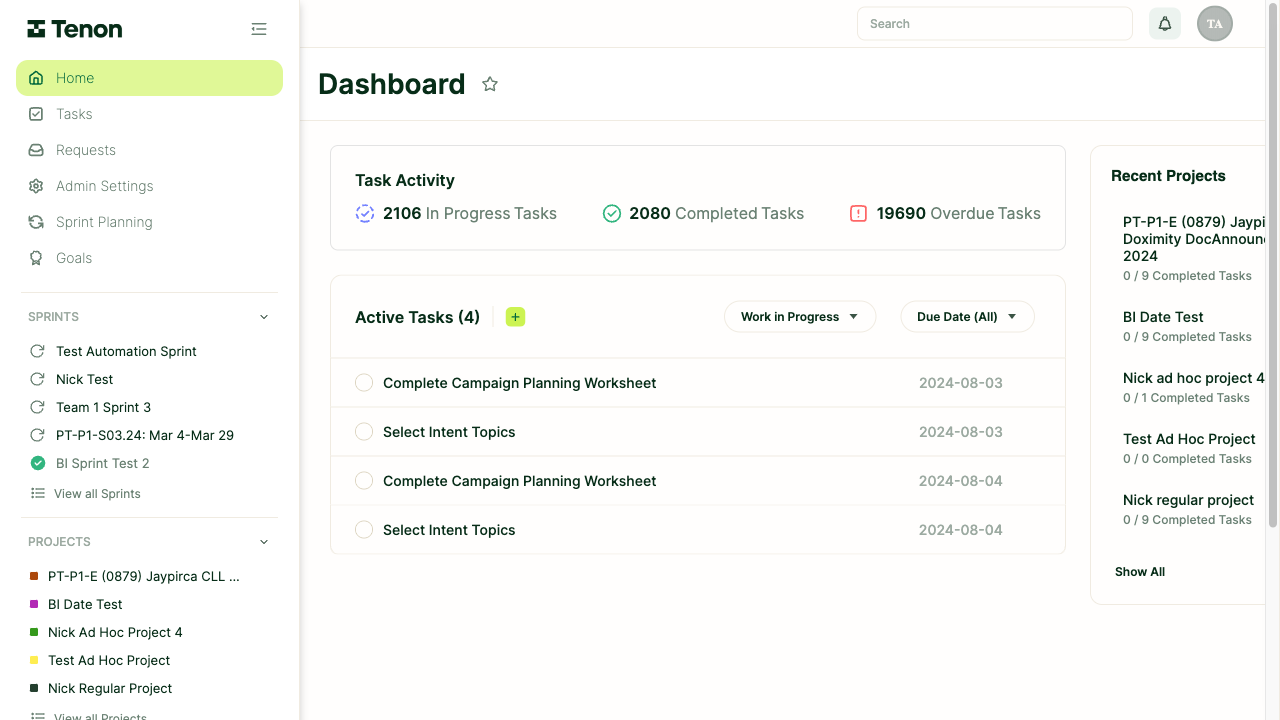 Tenon
Home
Tasks
Requests
Admin Settings
Sprint Planning
Goals
SPRINTS
Test Automation Sprint
Nick Test
Team 1 Sprint 3
PT-P1-S03.24: Mar 4-Mar 29
BI Sprint Test 2
View all Sprints
PROJECTS
PT-P1-E (0879) Jaypirca CLL ...
BI Date Test
Nick Ad Hoc Project 4
Test Ad Hoc Project
Nick Regular Project
View all Projects
Search
TA
Dashboard
Task Activity
2106 In Progress Tasks
2080 Completed Tasks
19690 Overdue Tasks
Active Tasks (4)
+
Work in Progress
Due Date (All)
Complete Campaign Planning Worksheet 2024-08-03
Select Intent Topics 2024-08-03
Complete Campaign Planning Worksheet 2024-08-04
Select Intent Topics 2024-08-04
Recent Projects
PT-P1-E (0879) Jaypi
Doximity DocAnnoun
2024
0 / 9 Completed Tasks
BI Date Test
0 / 9 Completed Tasks
Nick ad hoc project 4
0 / 1 Completed Tasks
Test Ad Hoc Project
0 / 0 Completed Tasks
Nick regular project
0 / 9 Completed Tasks
Show All